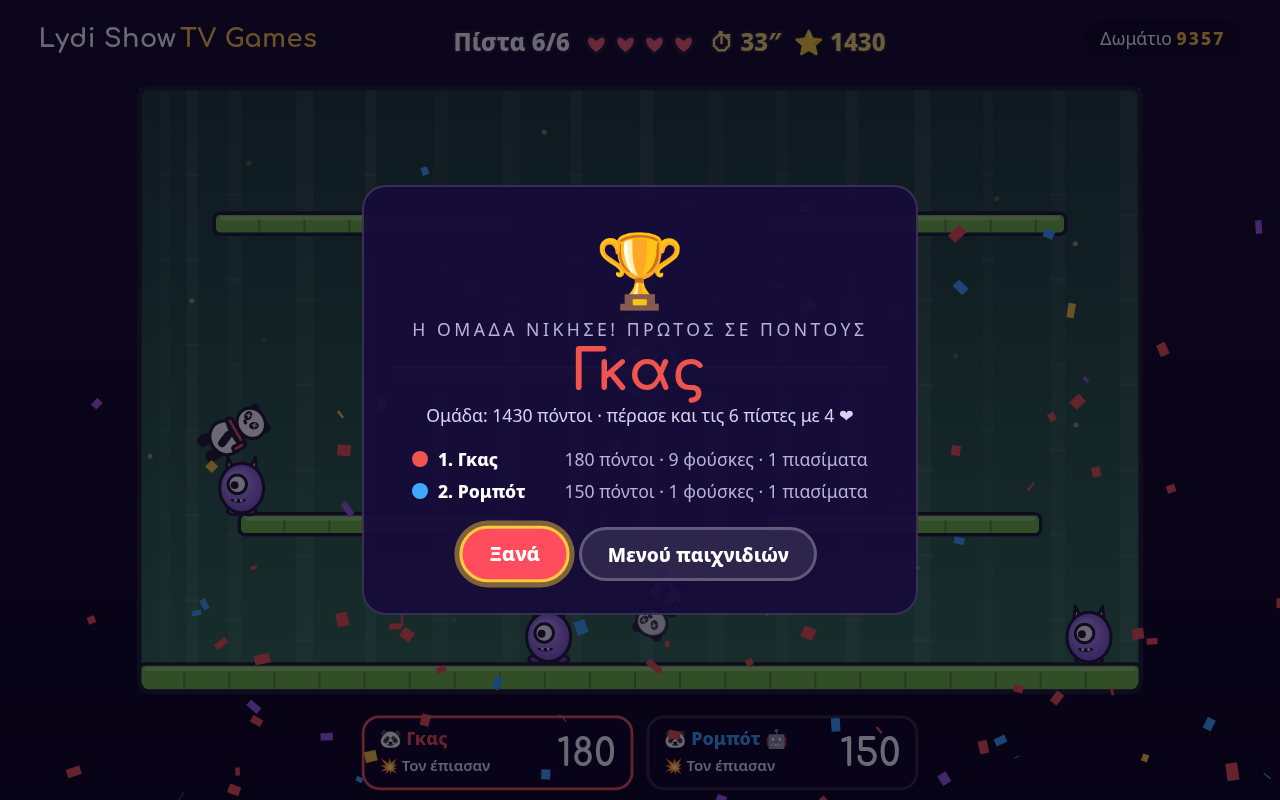 Lydi Show TV Games
Πίστα 6/6 33″ 1430
Δωμάτιο 9357
Η ΟΜΑΔΑ ΝΙΚΗΣΕ! ΠΡΩΤΟΣ ΣΕ ΠΟΝΤΟΥΣ
Γκας
Ομάδα: 1430 πόντοι · πέρασε και τις 6 πίστες με 4 ❤
1. Γκας 180 πόντοι · 9 φούσκες · 1 πιασίματα
2. Ρομπότ 150 πόντοι · 1 φούσκες · 1 πιασίματα
Ξανά Μενού παιχνιδιών
Γκας 180
Τον έπιασαν
Ρομπότ 150
Τον έπιασαν